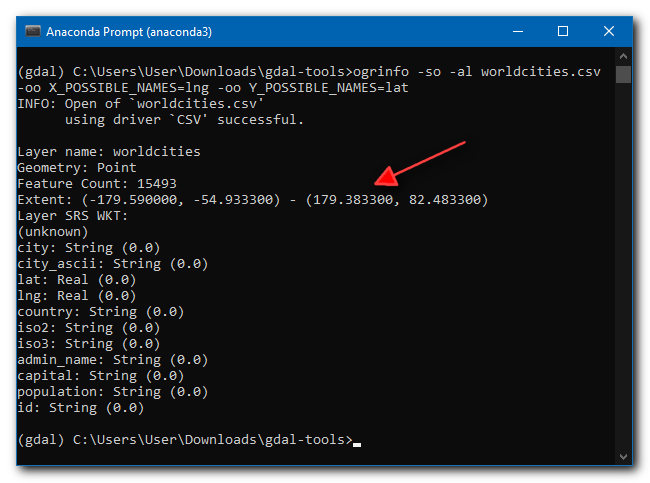 Anaconda Prompt (anaconda3)
(gdal) C:\Users\User\Downloads\gdal-tools>ogrinfo -so -al worldcities.csv
-oo X_POSSIBLE_NAMES=lng -oo Y_POSSIBLE_NAMES=lat
INFO: Open of `worldcities.csv'
using driver `CSV' successful.
Layer name: worldcities
Geometry: Point
Feature Count: 15493
Extent: (-179.590000, -54.933300) - (179.383300, 82.483300)
Layer SRS WKT:
(unknown)
city: String (0.0)
city_ascii: String (0.0)
lat: Real (0.0)
lng: Real (0.0)
country: String (0.0)
iso2: String (0.0)
iso3: String (0.0)
admin_name: String (0.0)
capital: String (0.0)
population: String (0.0)
id: String (0.0)
(gdal) C:\Users\User\Downloads\gdal-tools>